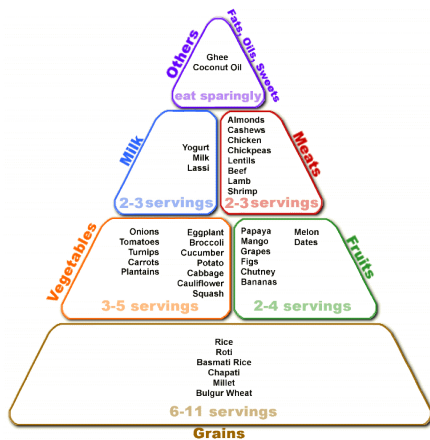 Others
Fats, Oils, Sweets
Ghee
Coconut Oil
eat sparingly
Milk
Yogurt
Milk
Lassi
2-3 servings
Meats
Almonds
Cashews
Chicken
Chickpeas
Lentils
Beef
Lamb
Shrimp
2-3 servings
Vegetables
Onions
Tomatoes
Turnips
Carrots
Plantains
Eggplant
Broccoli
Cucumber
Potato
Cabbage
Cauliflower
Squash
3-5 servings
Fruits
Papaya
Mango
Grapes
Figs
Chutney
Bananas
Melon
Dates
2-4 servings
Rice
Roti
Basmati Rice
Chapati
Millet
Bulgur Wheat
6-11 servings
Grains